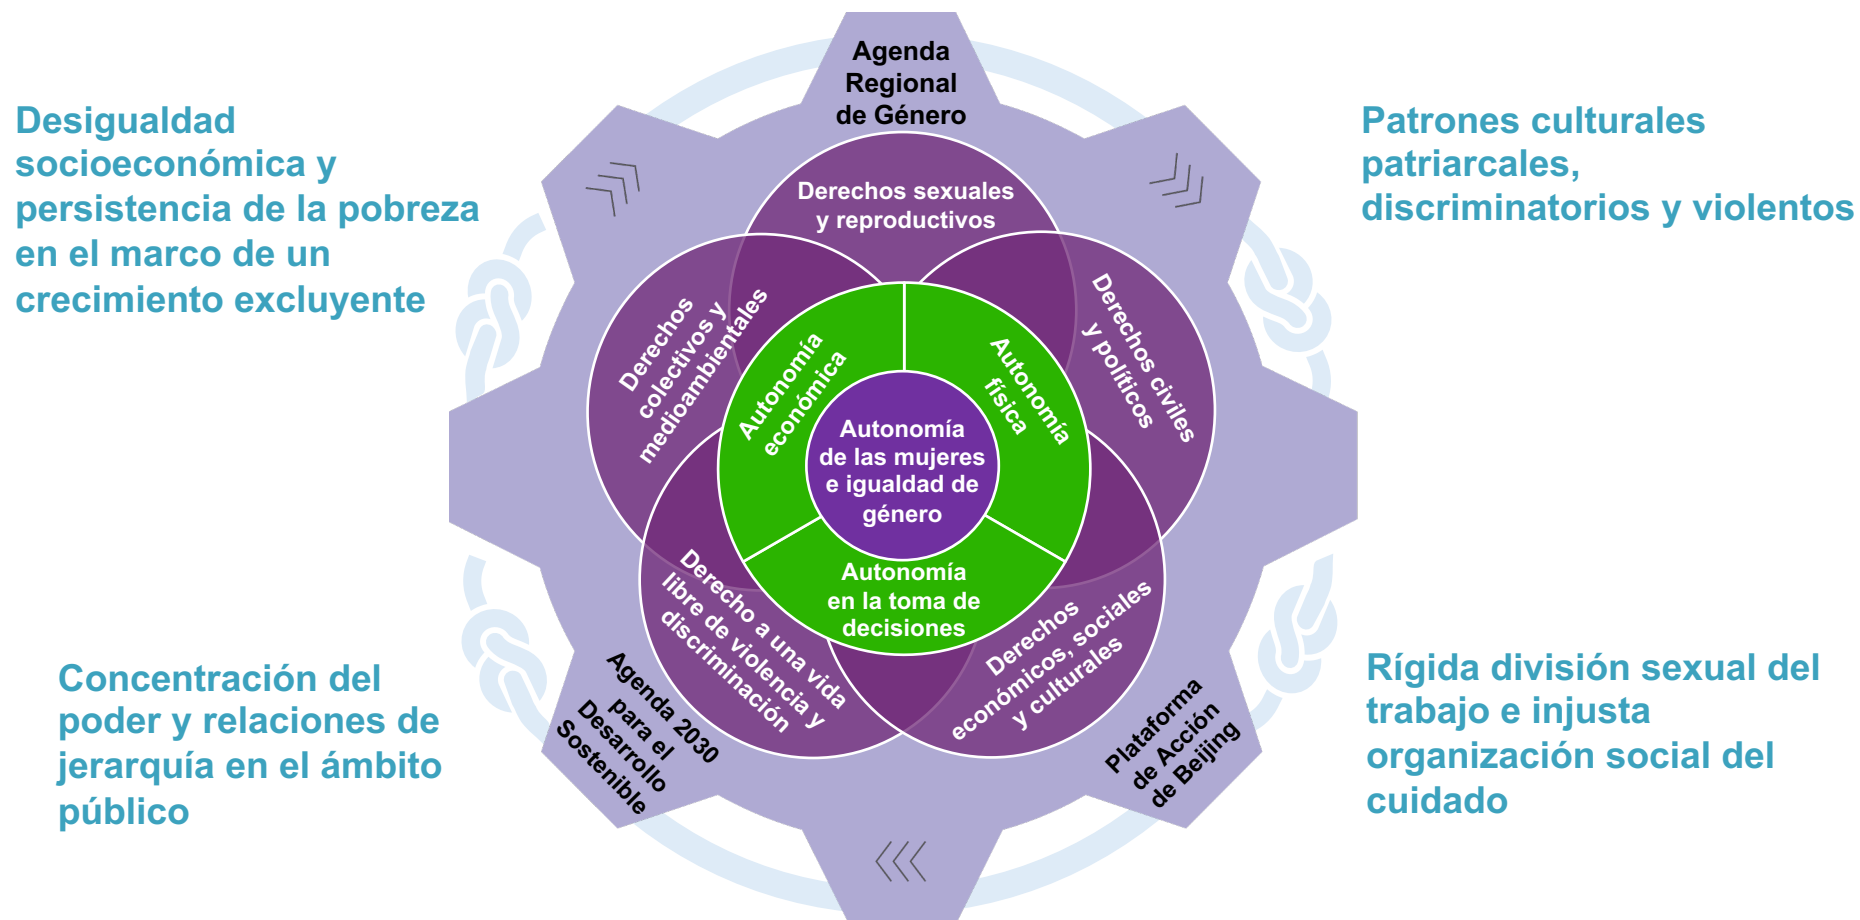 Agenda
Regional
de Género
Desigualdad
socioeconómica y
persistencia de la pobreza
en el marco de un
crecimiento excluyente
Patrones culturales
patriarcales,
discriminatorios y violentos
Derechos sexuales
y reproductivos
Derechos
colectivos y
medioambientales
Derechos civiles
y políticos
Autonomía
económica
Autonomía
física
Autonomía
de las mujeres
e igualdad de
género
Autonomía
en la toma de
decisiones
Derecho a una vida
libre de violencia y
discriminación
Derechos
económicos, sociales
y culturales
Agenda 2030
para el
Desarrollo
Sostenible
Plataforma
de Acción
de Beijing
Concentración del
poder y relaciones de
jerarquía en el ámbito
público
Rígida división sexual del
trabajo e injusta
organización social del
cuidado